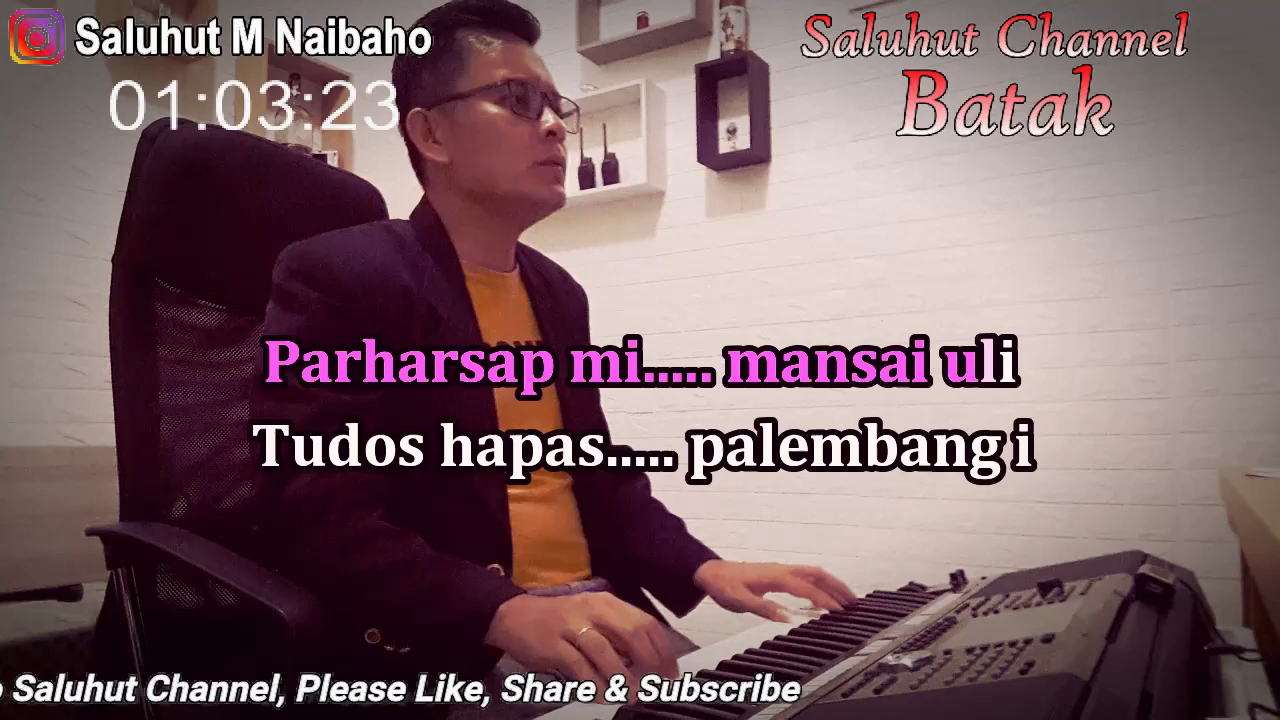 Saluhut M Naibaho
01:03:23
Saluhut Channel
Batak
Parharsap mi..... mansai uli
Tudos hapas..... palembang i
Saluhut Channel, Please Like, Share & Subscribe